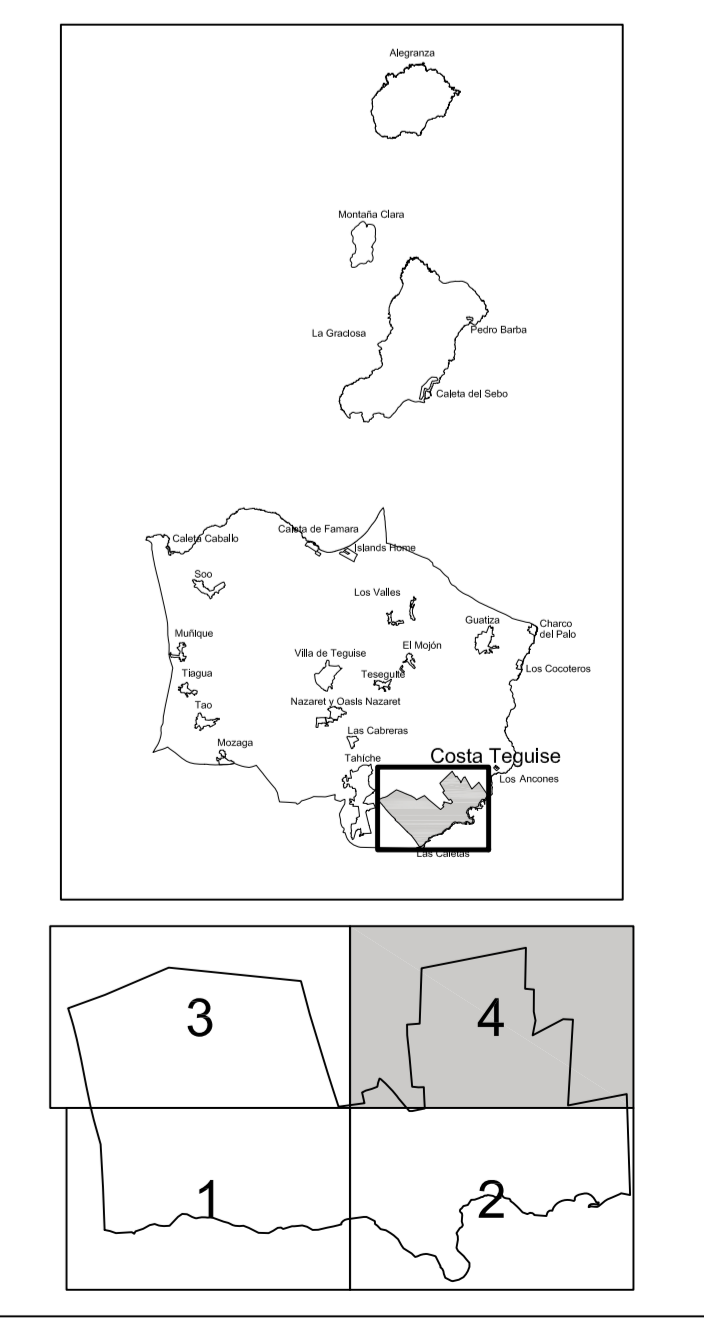 Alegranza
Montaña Clara
La Graciosa
Pedro Barba
Caleta del Sebo
Caleta de Famara
Caleta Caballo
Islands Home
Soo
Los Valles
Guatiza
Charco
del Palo
Muñique
El Mojón
Villa de Teguise
Los Cocoteros
Tiagua
Teseguite
Nazaret y Oasis Nazaret
Tao
Las Cabreras
Mozaga
Tahíche
Costa Teguise
Los Ancones
Las Caletas
3
4
1
2